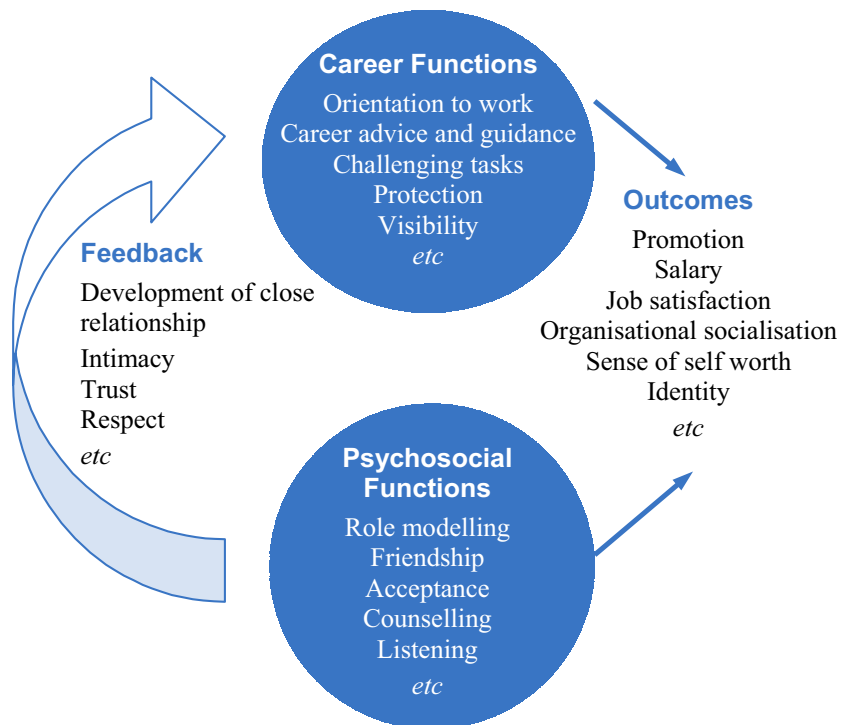 Career Functions
Orientation to work
Career advice and guidance
Challenging tasks
Protection
Visibility
etc
Feedback
Development of close
relationship
Intimacy
Trust
Respect
etc
Outcomes
Promotion
Salary
Job satisfaction
Organisational socialisation
Sense of self worth
Identity
etc
Psychosocial
Functions
Role modelling
Friendship
Acceptance
Counselling
Listening
etc